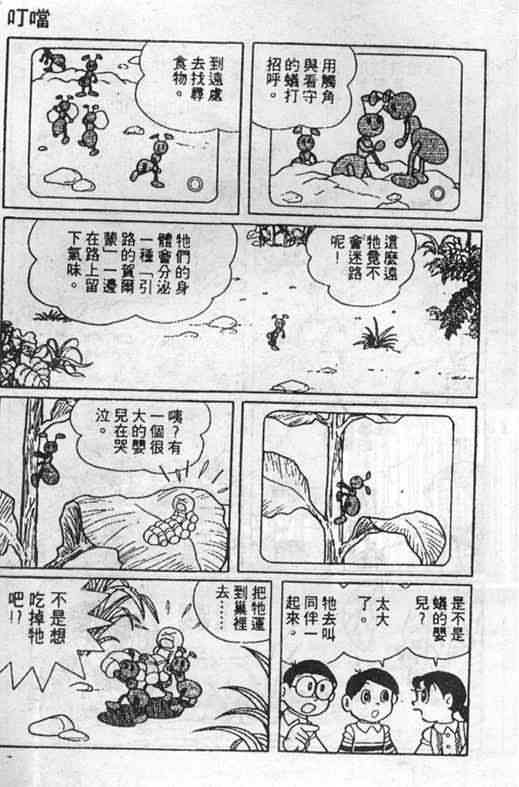 叮噹
用觸角
與看守
的蟻打
招呼。
到遠處
去找尋
食物。
這麼遠
牠竟不
會迷路
呢！
牠們的身
體會分泌
一種「引
路的賀爾
蒙」一邊
在路上留
下氣味。
咦？有
一個很
大的嬰
兒在哭
泣。
是不是
蟻的嬰
兒？
太大
了。
牠去叫
同伴一
起來。
把牠運
到巢裡
去……
不是想
吃掉牠
吧！？